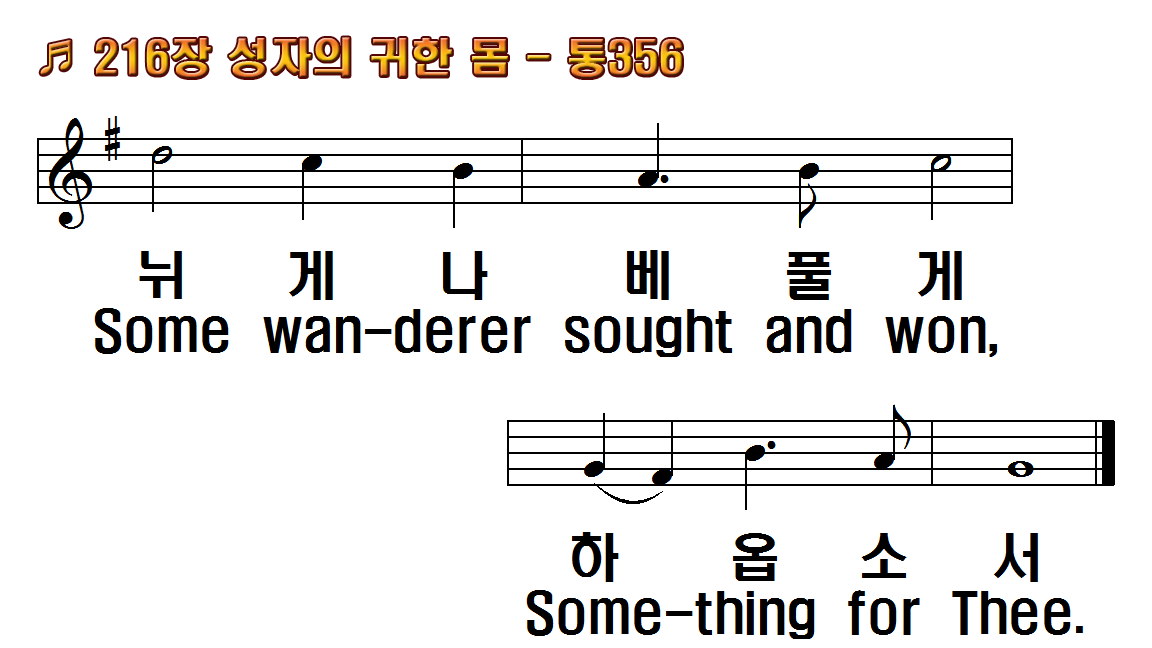 216장 성자의 귀한 몸 - 통356
뉘 게 나 베 풀 게
Some wan-derer sought and won,
하 옵 소 서
Some-thing for Thee.